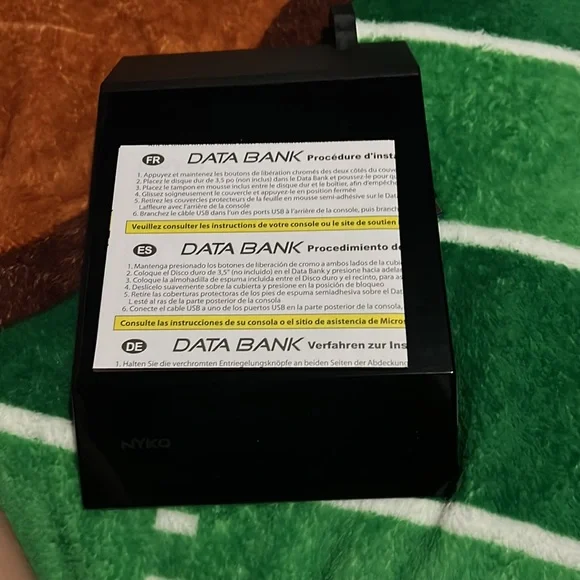 FR DATA BANK Procédure d'insta
1. Appuyez et maintenez les boutons de libération chromés des deux côtés du couve
2. Placez le disque dur de 3,5 po (non inclus) dans le Data Bank et poussez-le pour qu
3. Placez le tampon en mousse inclus entre le disque dur et le boîtier, afin d'empêch
4. Glissez soigneusement le couvercle et appuyez-le en position fermée
5. Retirez les couvercles protecteurs de la feuille en mousse semi-adhésive sur le Data
L'affleure avec l'arrière de la console
6. Branchez le câble USB dans l'un des ports USB à l'arrière de la console, puis branch
Veuillez consulter les instructions de votre console ou le site de soutien
ES DATA BANK Procedimiento de
1. Mantenga presionado los botones de liberación de cromo a ambos lados de la cubie
2. Coloque el Disco duro de 3,5" (no incluido) en el Data Bank y presione hacia adelan
3. Coloque la almohadilla de espuma incluida entre el Disco duro y el recinto, para as
4. Deslícelo suavemente sobre la cubierta y presione en la posición de bloqueo
5. Retire las coberturas protectoras de los pies de espuma semiadhesiva sobre el Dat
L esté al ras de la parte posterior de la consola
6. Conecte el cable USB a uno de los puertos USB en la parte posterior de la consola,
Consulte las instrucciones de su consola o el sitio de asistencia de Micros
DE DATA BANK Verfahren zur Ins
1. Halten Sie die verchromten Entriegelungsknöpfe an beiden Seiten der Abdeckung
NYKO